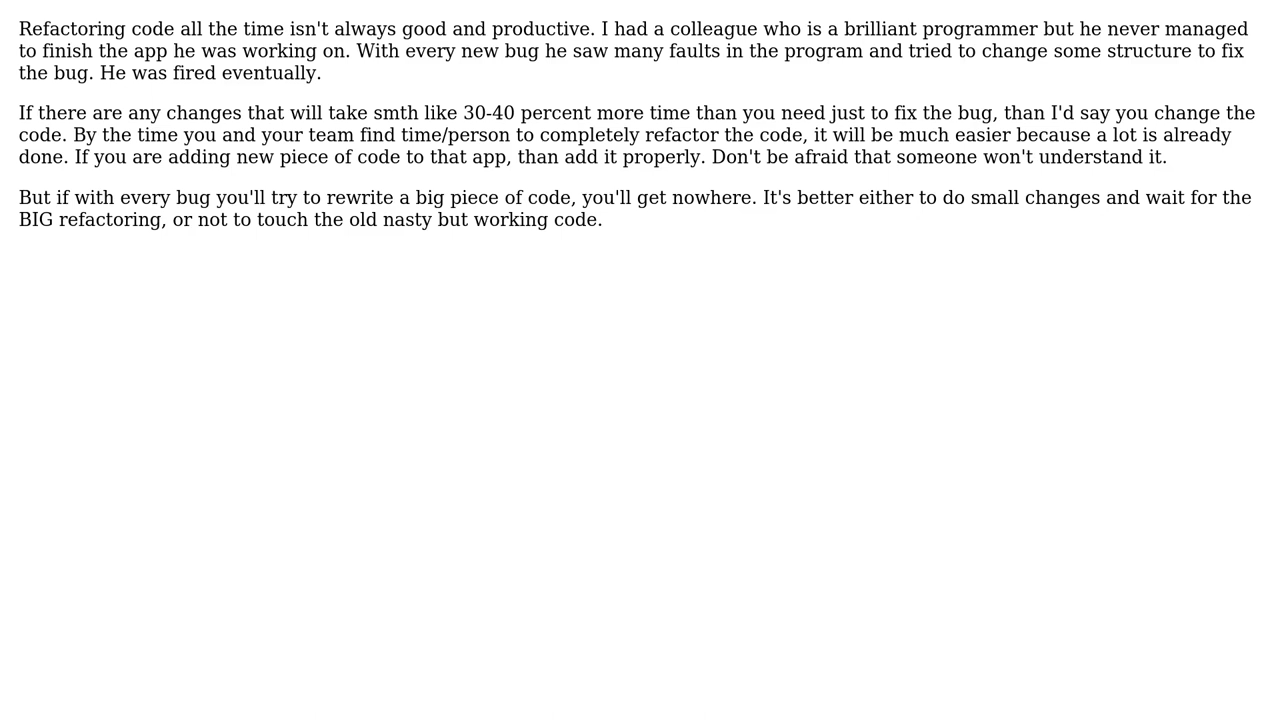 Refactoring code all the time isn't always good and productive. I had a colleague who is a brilliant programmer but he never managed
to finish the app he was working on. With every new bug he saw many faults in the program and tried to change some structure to fix
the bug. He was fired eventually.
If there are any changes that will take smth like 30-40 percent more time than you need just to fix the bug, than I'd say you change the
code. By the time you and your team find time/person to completely refactor the code, it will be much easier because a lot is already
done. If you are adding new piece of code to that app, than add it properly. Don't be afraid that someone won't understand it.
But if with every bug you'll try to rewrite a big piece of code, you'll get nowhere. It's better either to do small changes and wait for the
BIG refactoring, or not to touch the old nasty but working code.